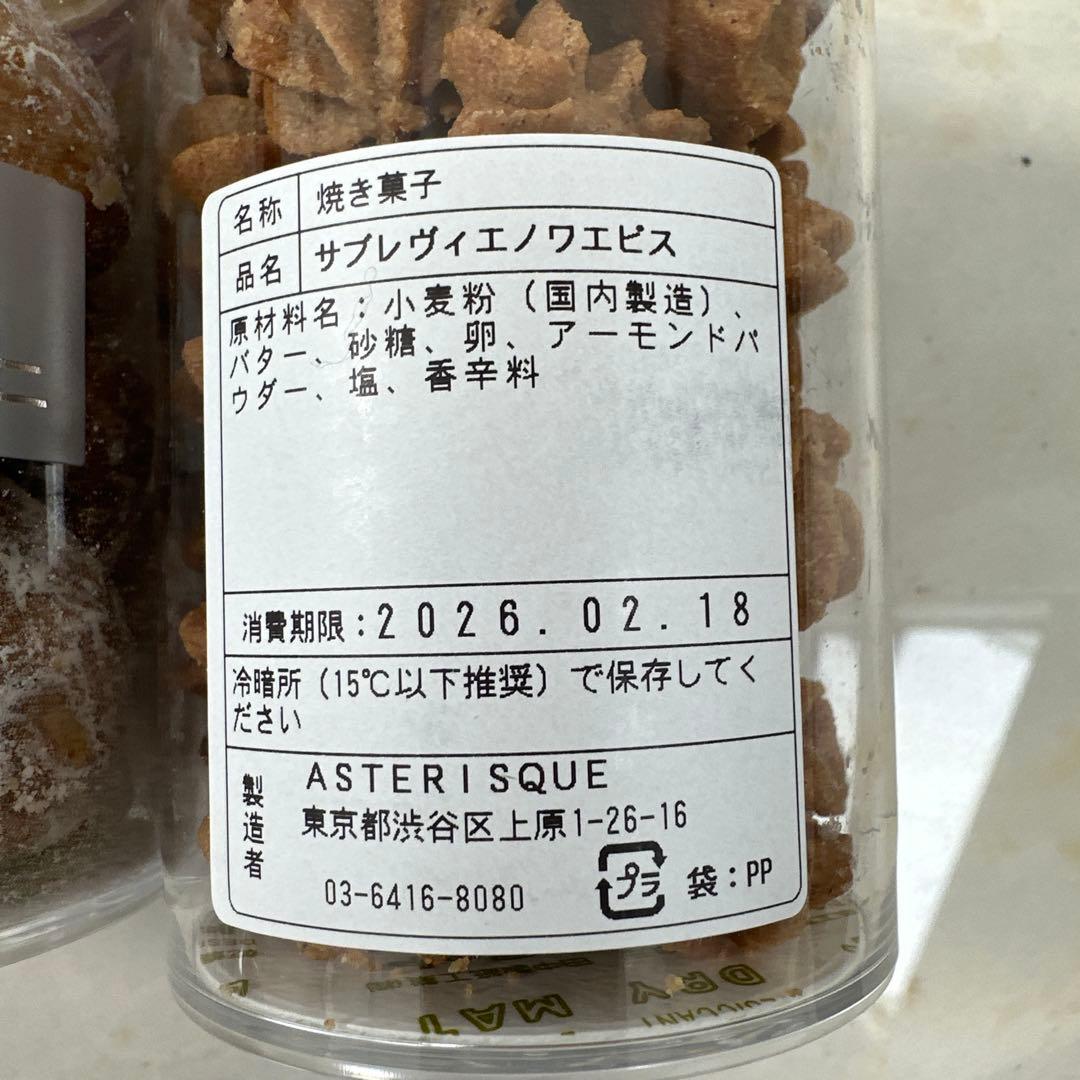 名称 焼き菓子
品名 サブレヴィエノワエピス
原材料名：小麦粉（国内製造）、
バター、砂糖、卵、アーモンドパ
ウダー、塩、香辛料
消費期限：2026.02.18
冷暗所（15℃以下推奨）で保存してく
ださい
製造者
ASTERISQUE
東京都渋谷区上原1-26-16
03-6416-8080
プラ 袋：PP
DRY
MAT